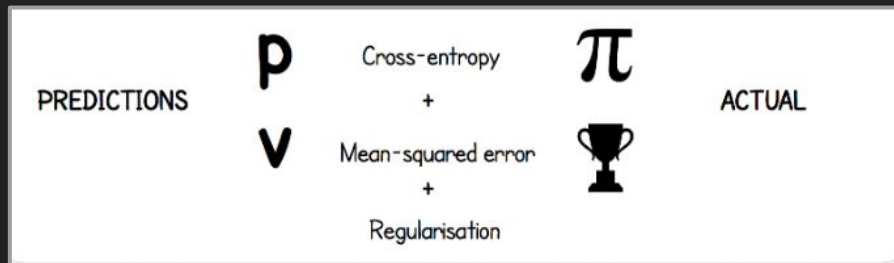 p Cross-entropy π
PREDICTIONS + ACTUAL
v Mean-squared error
+
Regularisation